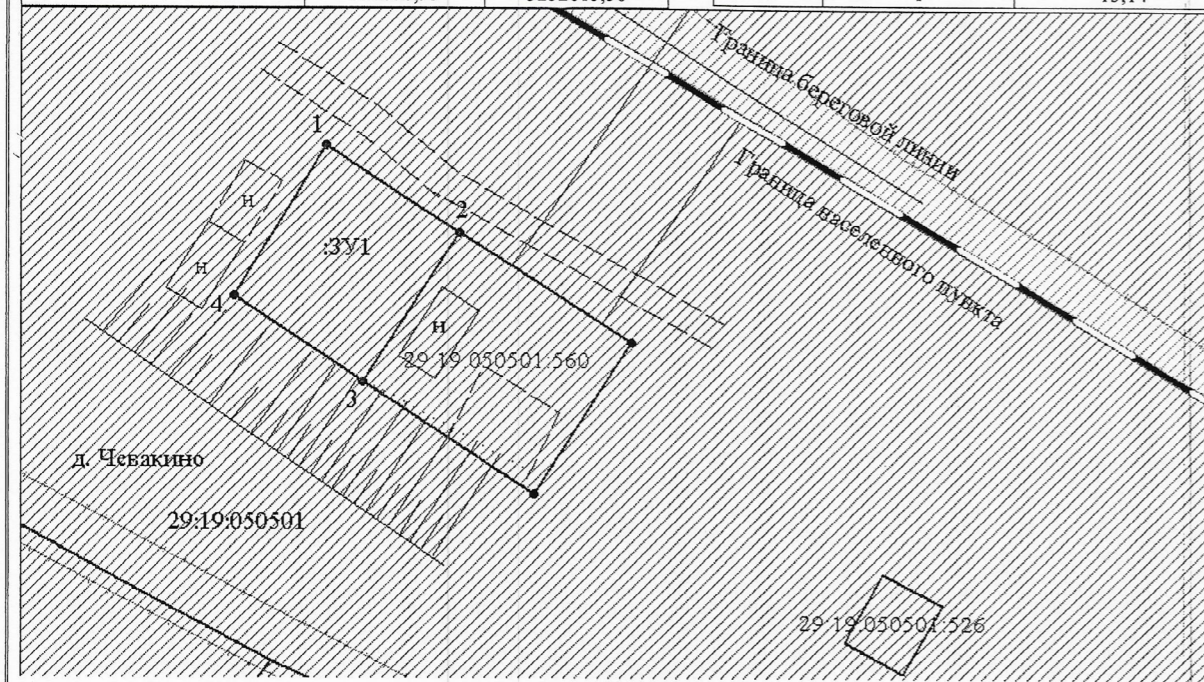 Граница береговой линии
Граница населенного пункта
1
2
н
:ЗУ1
н
4
н
29:19:050501:560
3
д. Чевакино
29:19:050501
29:19:050501:526